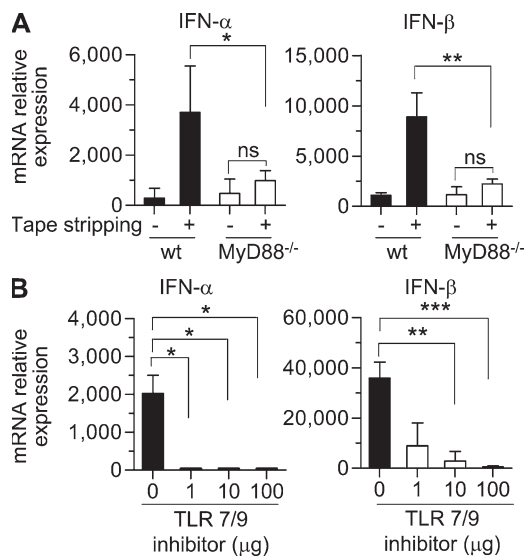 A
IFN-α
IFN-β
mRNA relative expression
6,000
4,000
2,000
0
*
ns
15,000
10,000
5,000
0
**
ns
Tape stripping
- + - +
- + - +
wt MyD88-/-
wt MyD88-/-
B
IFN-α
IFN-β
mRNA relative expression
4,000
3,000
2,000
1,000
0
*
*
*
60,000
40,000
20,000
0
***
**
0 1 10 100
0 1 10 100
TLR 7/9
inhibitor (µg)
TLR 7/9
inhibitor (µg)